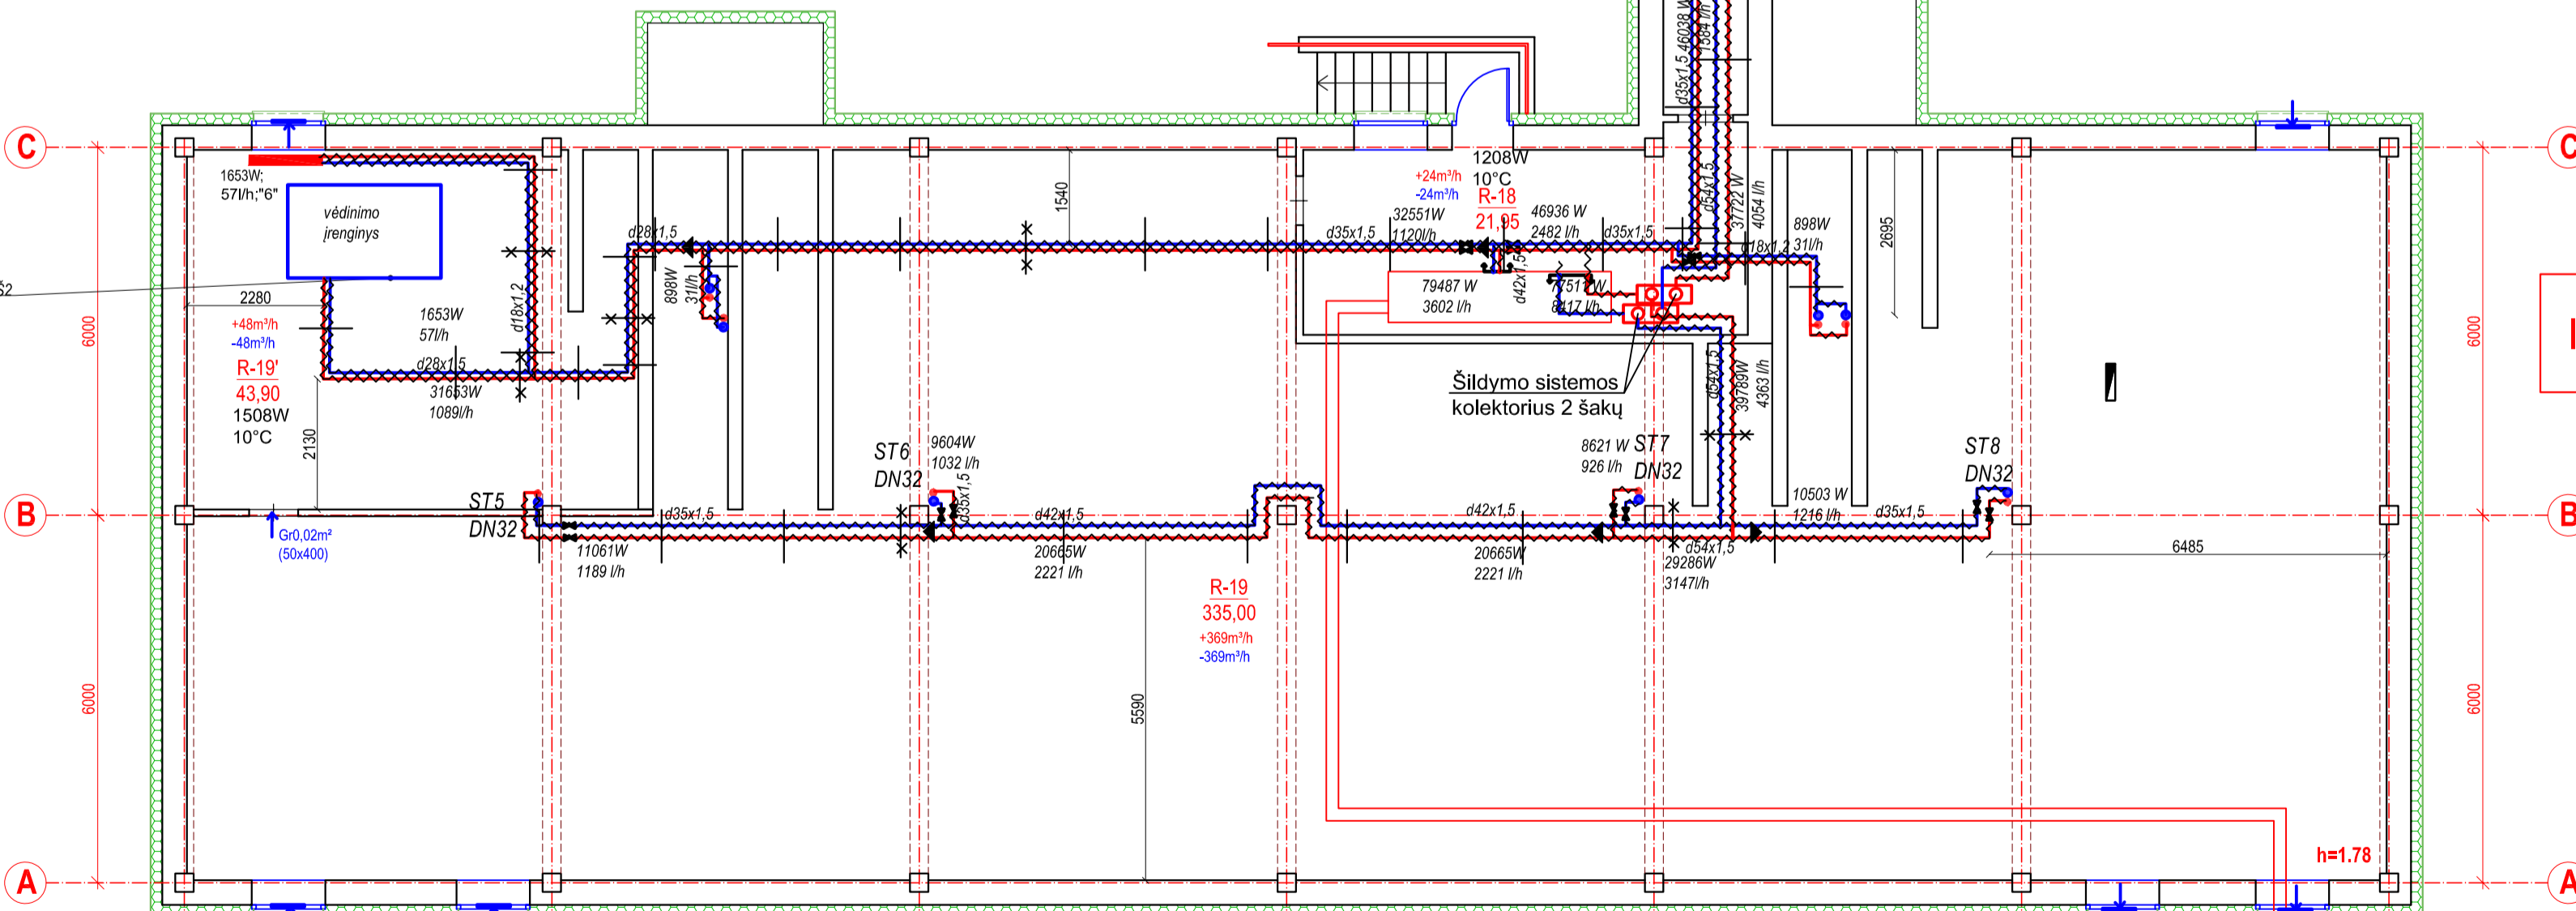 C
C
B
B
A
A
6000
6000
6000
6000
1653W;
57l/h;"6"
vėdinimo
įrenginys
2280
+48m³/h
-48m³/h
R-19'
43,90
1508W
10°C
2130
1653W
57l/h
d18x1,2
d28x1,5
31653W
1089l/h
d28x1,5
898W
31l/h
1540
d35x1,5 46038 W
1584 l/h
1208W
10°C
+24m³/h
-24m³/h
R-18
21,95
32551W
1120l/h
46936 W
2482 l/h
d35x1,5
d35x1,5
d54x1,5
37722 W
4054 l/h
898W
31l/h
d18x1,2
2695
79487 W
3602 l/h
d42x1,5
77511 W
8417 l/h
Šildymo sistemos
kolektorius 2 šakų
d54x1,5
39789W
4363 l/h
ST5
DN32
ST6
DN32
9604W
1032 l/h
d35x1,5
8621 W
926 l/h
ST7
DN32
ST8
DN32
10503 W
1216 l/h
d35x1,5
Gr0,02m²
(50x400)
d35x1,5
11061W
1189 l/h
d42x1,5
20665W
2221 l/h
d42x1,5
20665W
2221 l/h
d54x1,5
29286W
3147l/h
6485
R-19
335,00
+369m³/h
-369m³/h
5590
h=1.78